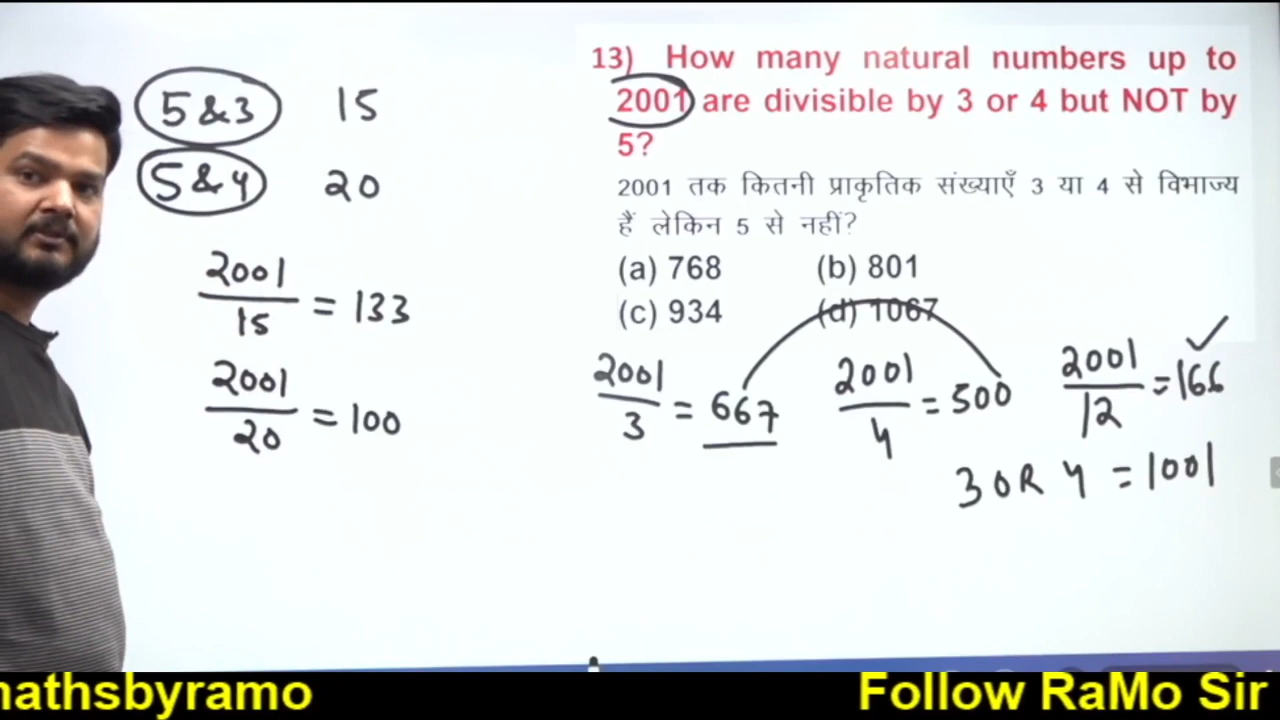 5 & 3 15
5 & 4 20
2001/15 = 133
2001/20 = 100
13) How many natural numbers up to
2001 are divisible by 3 or 4 but NOT by
5?
2001 तक कितनी प्राकृतिक संख्याएँ 3 या 4 से विभाज्य
हैं लेकिन 5 से नहीं?
(a) 768 (b) 801
(c) 934 (d) 1067
2001/3 = 667 2001/4 = 500 2001/12 = 166
3 OR 4 = 1001
mathsbyramo Follow RaMo Sir